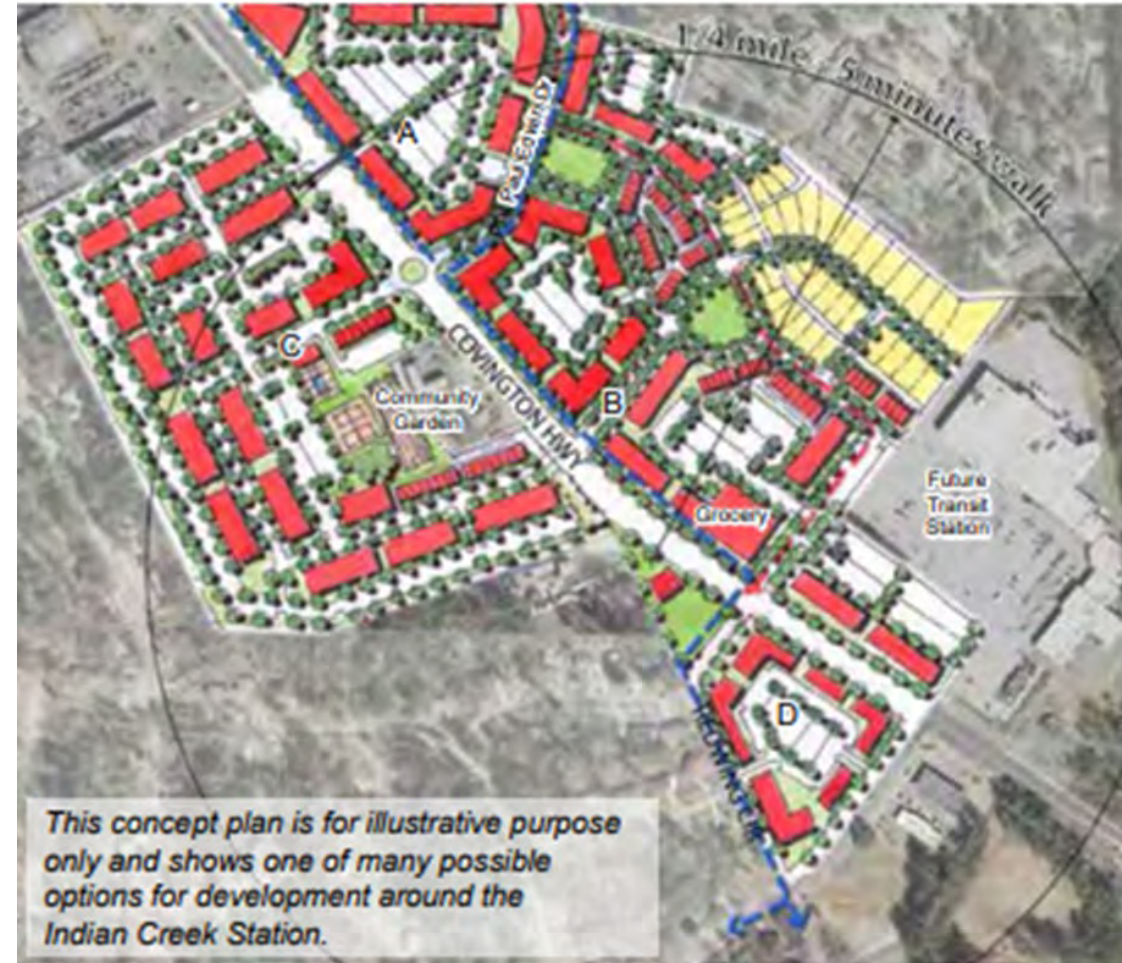 1/4 mile - 5 minutes walk
A
Paul Edwin Dr
C
COVINGTON HWY
Community
Garden
B
Grocery
Future
Transit
Station
D
This concept plan is for illustrative purpose
only and shows one of many possible
options for development around the
Indian Creek Station.